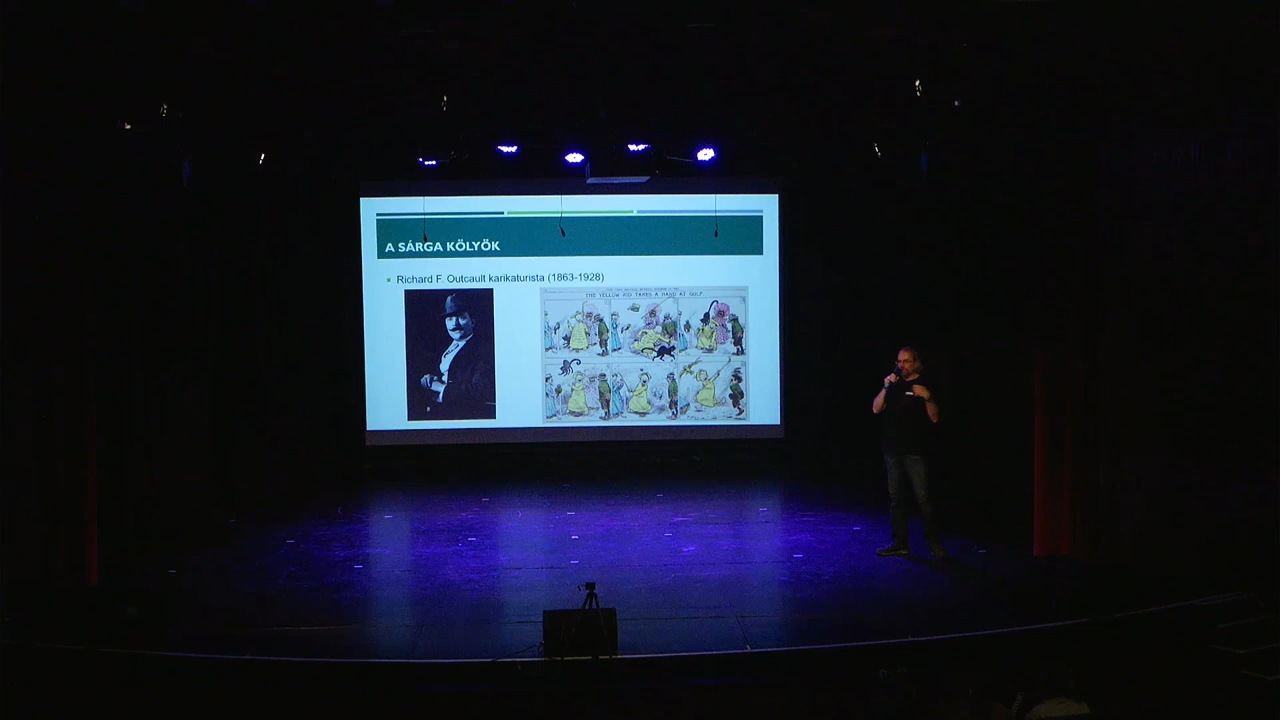 A SÁRGA KÖLYÖK
Richard F. Outcault karikaturista (1863-1928)
THE YELLOW KID TAKES A HAND AT GOLF